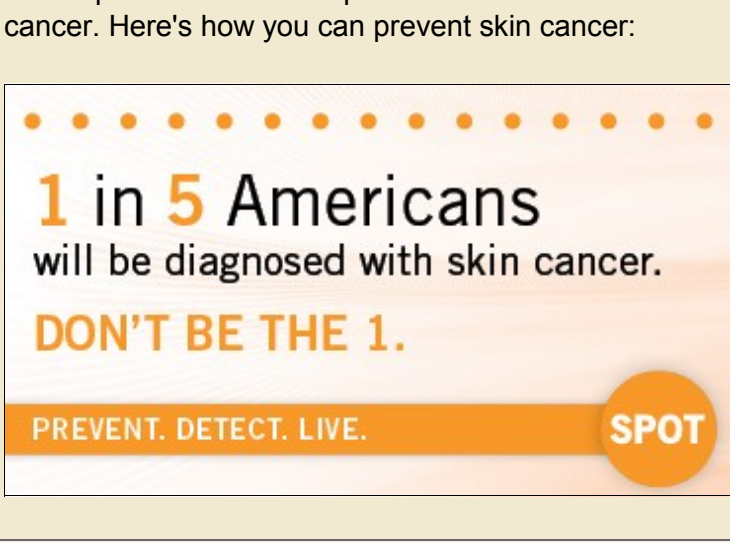 cancer. Here's how you can prevent skin cancer:
1 in 5 Americans
will be diagnosed with skin cancer.
DON'T BE THE 1.
PREVENT. DETECT. LIVE.
SPOT